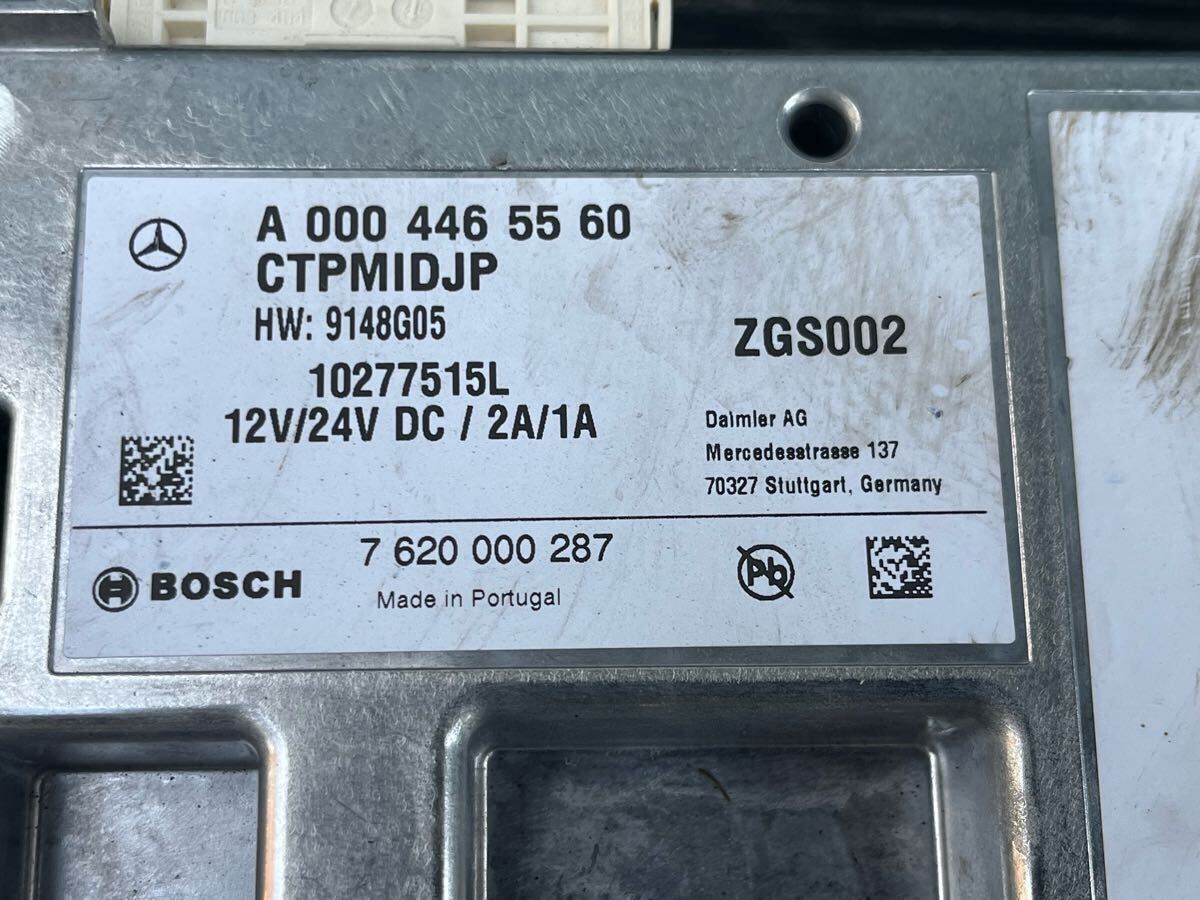 A 000 446 55 60
CTPMIDJP
HW: 9148G05
10277515L
12V/24V DC / 2A/1A
ZGS002
Daimler AG
Mercedesstrasse 137
70327 Stuttgart, Germany
BOSCH
7 620 000 287
Made in Portugal
Pb